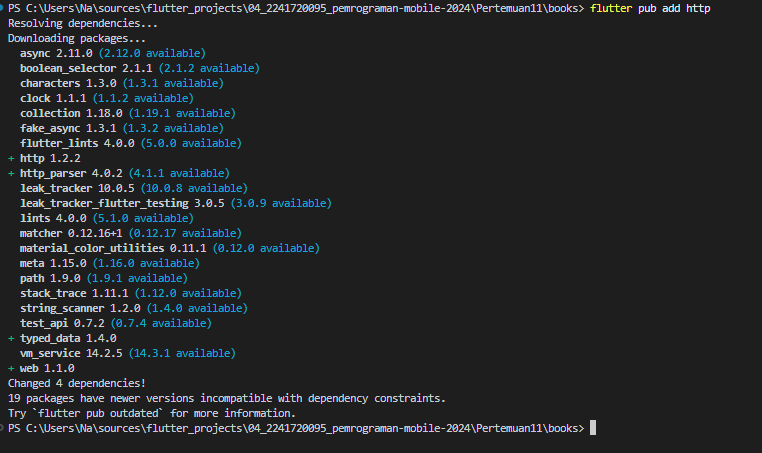 PS C:\Users\Na\sources\flutter_projects\04_2241720095_pemrograman-mobile-2024\Pertemuan11\books> flutter pub add http
Resolving dependencies...
Downloading packages...
  async 2.11.0 (2.12.0 available)
  boolean_selector 2.1.1 (2.1.2 available)
  characters 1.3.0 (1.3.1 available)
  clock 1.1.1 (1.1.2 available)
  collection 1.18.0 (1.19.1 available)
  fake_async 1.3.1 (1.3.2 available)
  flutter_lints 4.0.0 (5.0.0 available)
+ http 1.2.2
+ http_parser 4.0.2 (4.1.1 available)
  leak_tracker 10.0.5 (10.0.8 available)
  leak_tracker_flutter_testing 3.0.5 (3.0.9 available)
  lints 4.0.0 (5.1.0 available)
  matcher 0.12.16+1 (0.12.17 available)
  material_color_utilities 0.11.1 (0.12.0 available)
  meta 1.15.0 (1.16.0 available)
  path 1.9.0 (1.9.1 available)
  stack_trace 1.11.1 (1.12.0 available)
  string_scanner 1.2.0 (1.4.0 available)
  test_api 0.7.2 (0.7.4 available)
+ typed_data 1.4.0
  vm_service 14.2.5 (14.3.1 available)
+ web 1.1.0
Changed 4 dependencies!
19 packages have newer versions incompatible with dependency constraints.
Try `flutter pub outdated` for more information.
PS C:\Users\Na\sources\flutter_projects\04_2241720095_pemrograman-mobile-2024\Pertemuan11\books>